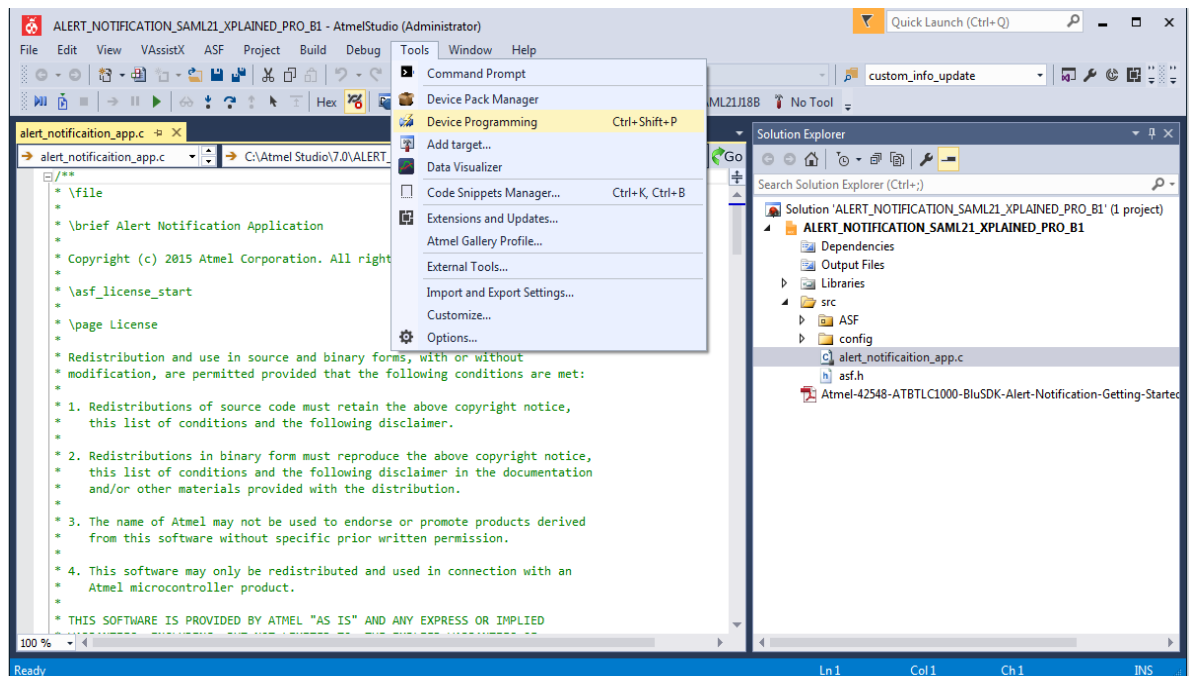 ALERT_NOTIFICATION_SAML21_XPLAINED_PRO_B1 - AtmelStudio (Administrator)
Quick Launch (Ctrl+Q)
File Edit View VAssistX ASF Project Build Debug Tools Window Help
custom_info_update
Hex
ML21J18B No Tool
Command Prompt
Device Pack Manager
Device Programming Ctrl+Shift+P
Add target...
Data Visualizer
Code Snippets Manager... Ctrl+K, Ctrl+B
Extensions and Updates...
Atmel Gallery Profile...
External Tools...
Import and Export Settings...
Customize...
Options...
alert_notificaition_app.c
alert_notificaition_app.c C:\Atmel Studio\7.0\ALERT_ Go
/**
* \file
*
* \brief Alert Notification Application
*
* Copyright (c) 2015 Atmel Corporation. All right
*
* \asf_license_start
*
* \page License
*
* Redistribution and use in source and binary forms, with or without
* modification, are permitted provided that the following conditions are met:
*
* 1. Redistributions of source code must retain the above copyright notice,
* this list of conditions and the following disclaimer.
*
* 2. Redistributions in binary form must reproduce the above copyright notice,
* this list of conditions and the following disclaimer in the documentation
* and/or other materials provided with the distribution.
*
* 3. The name of Atmel may not be used to endorse or promote products derived
* from this software without specific prior written permission.
*
* 4. This software may only be redistributed and used in connection with an
* Atmel microcontroller product.
*
* THIS SOFTWARE IS PROVIDED BY ATMEL "AS IS" AND ANY EXPRESS OR IMPLIED
100 %
Solution Explorer
Search Solution Explorer (Ctrl+;)
Solution 'ALERT_NOTIFICATION_SAML21_XPLAINED_PRO_B1' (1 project)
ALERT_NOTIFICATION_SAML21_XPLAINED_PRO_B1
Dependencies
Output Files
Libraries
src
ASF
config
alert_notificaition_app.c
asf.h
Atmel-42548-ATBTLC1000-BluSDK-Alert-Notification-Getting-Started
Ready Ln 1 Col 1 Ch 1 INS